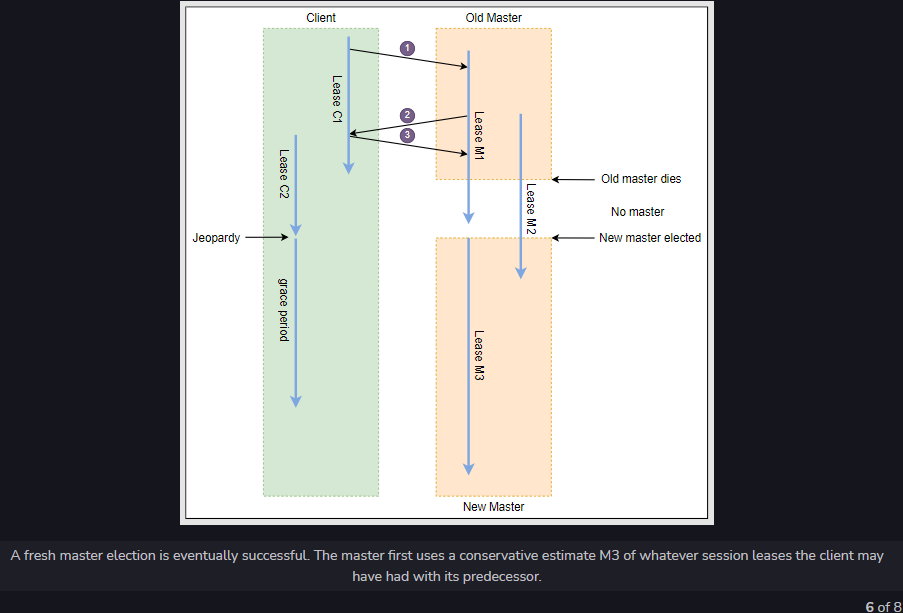 Client
Old Master
1
Lease C1
2
3
Lease M1
Lease C2
Old master dies
Lease M2
No master
Jeopardy
New master elected
grace period
Lease M3
New Master
A fresh master election is eventually successful. The master first uses a conservative estimate M3 of whatever session leases the client may
have had with its predecessor.
6 of 8